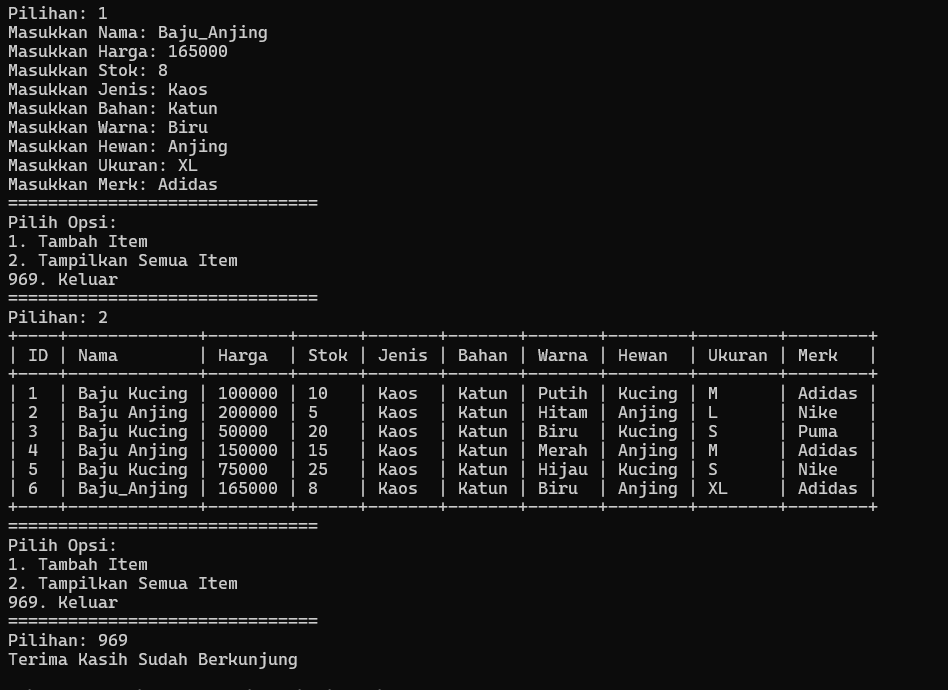 Pilihan: 1
Masukkan Nama: Baju_Anjing
Masukkan Harga: 165000
Masukkan Stok: 8
Masukkan Jenis: Kaos
Masukkan Bahan: Katun
Masukkan Warna: Biru
Masukkan Hewan: Anjing
Masukkan Ukuran: XL
Masukkan Merk: Adidas
===============================
Pilih Opsi:
1. Tambah Item
2. Tampilkan Semua Item
969. Keluar
===============================
Pilihan: 2
+----+-------------+--------+------+-------+-------+-------+--------+--------+--------+
| ID | Nama        | Harga  | Stok | Jenis | Bahan | Warna | Hewan  | Ukuran | Merk   |
+----+-------------+--------+------+-------+-------+-------+--------+--------+--------+
| 1  | Baju Kucing | 100000 | 10   | Kaos  | Katun | Putih | Kucing | M      | Adidas |
| 2  | Baju Anjing | 200000 | 5    | Kaos  | Katun | Hitam | Anjing | L      | Nike   |
| 3  | Baju Kucing | 50000  | 20   | Kaos  | Katun | Biru  | Kucing | S      | Puma   |
| 4  | Baju Anjing | 150000 | 15   | Kaos  | Katun | Merah | Anjing | M      | Adidas |
| 5  | Baju Kucing | 75000  | 25   | Kaos  | Katun | Hijau | Kucing | S      | Nike   |
| 6  | Baju_Anjing | 165000 | 8    | Kaos  | Katun | Biru  | Anjing | XL     | Adidas |
+----+-------------+--------+------+-------+-------+-------+--------+--------+--------+
===============================
Pilih Opsi:
1. Tambah Item
2. Tampilkan Semua Item
969. Keluar
===============================
Pilihan: 969
Terima Kasih Sudah Berkunjung